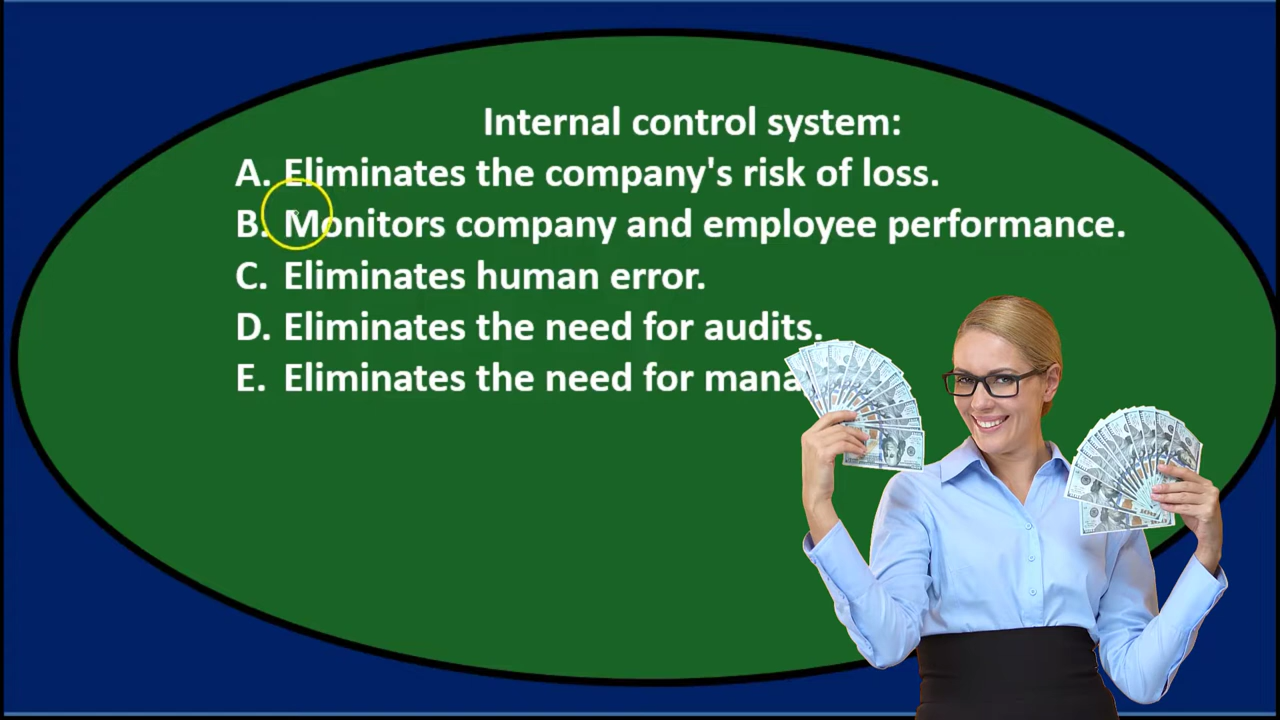 Internal control system:
A. Eliminates the company's risk of loss.
B. Monitors company and employee performance.
C. Eliminates human error.
D. Eliminates the need for audits.
E. Eliminates the need for